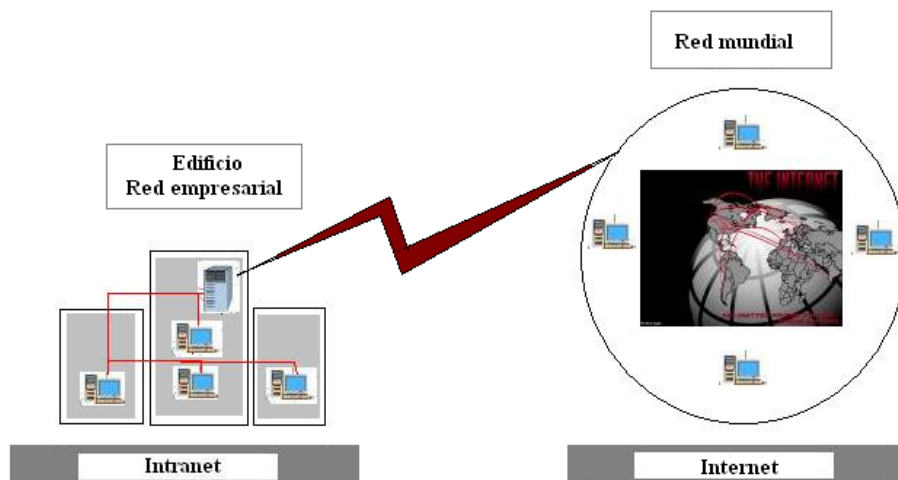 Red mundial
Edificio
Red empresarial
THE INTERNET
Intranet
Internet